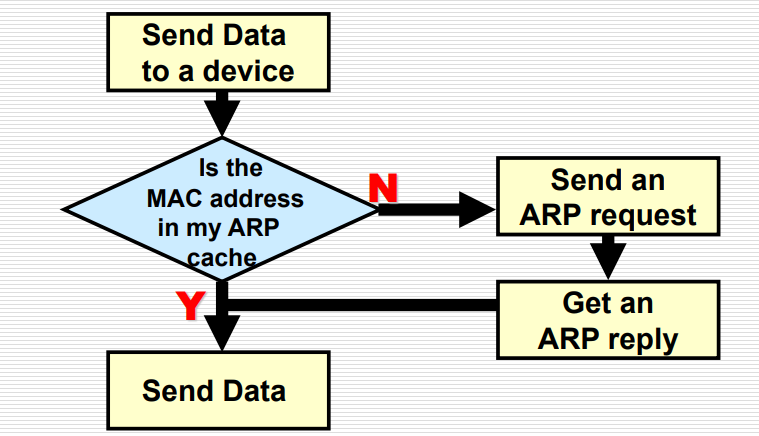 Send Data
to a device
Is the
MAC address
in my ARP
cache
N
Send an
ARP request
Get an
ARP reply
Y
Send Data